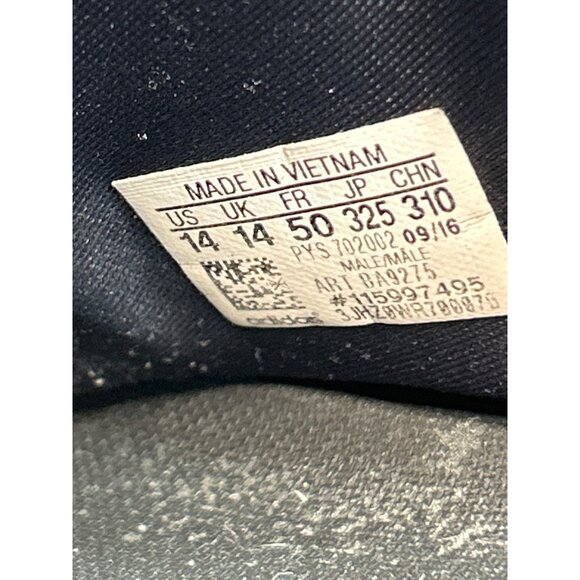 MADE IN VIETNAM
US UK FR JP CHN
14 14 50 325 310
PYS 702002 09/16
MALE/MALE
ART BA9275
#115997495
adidas